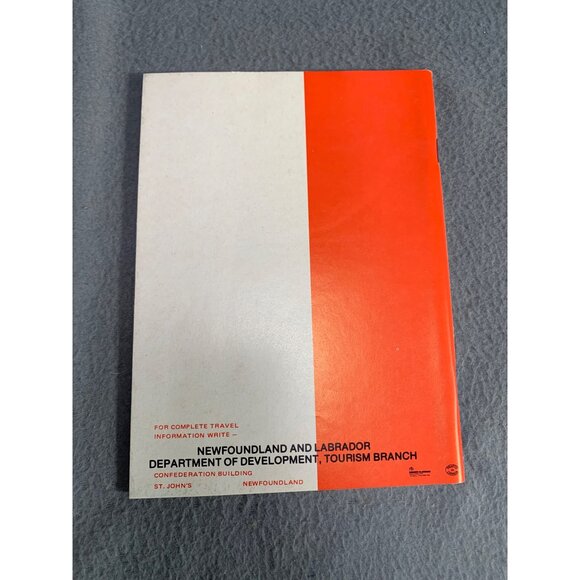 FOR COMPLETE TRAVEL
INFORMATION WRITE –
NEWFOUNDLAND AND LABRADOR
DEPARTMENT OF DEVELOPMENT, TOURISM BRANCH
CONFEDERATION BUILDING
ST. JOHN'S NEWFOUNDLAND